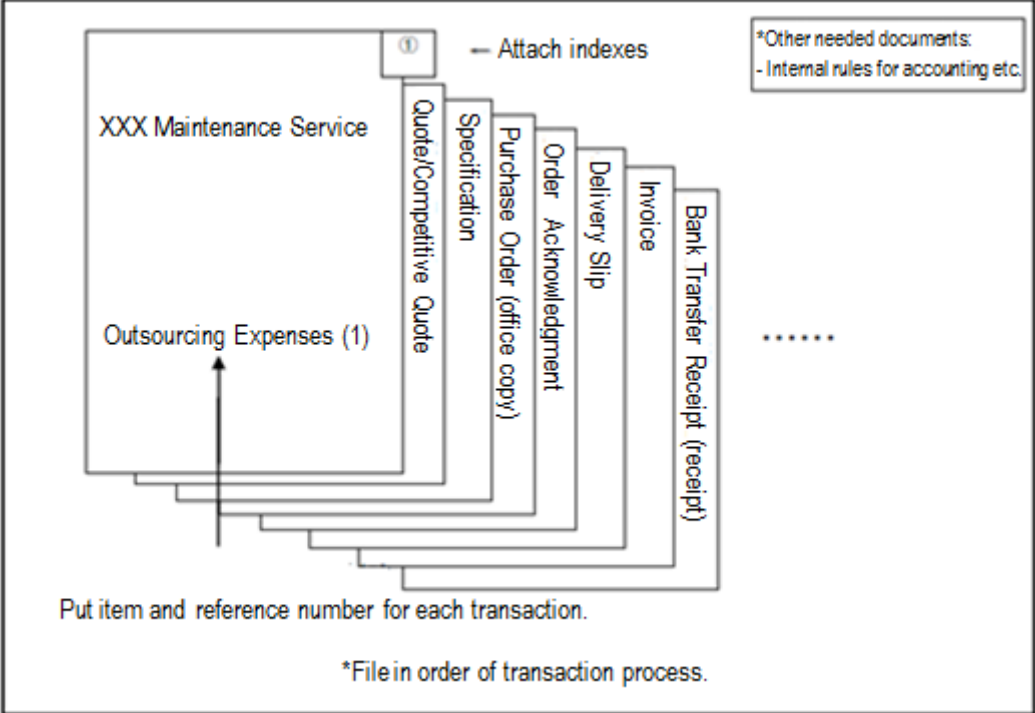 ①
← Attach indexes
*Other needed documents:
- Internal rules for accounting etc.
XXX Maintenance Service
Outsourcing Expenses (1)
Quote/Competitive Quote
Specification
Purchase Order (office copy)
Order Acknowledgment
Delivery Slip
Invoice
Bank Transfer Receipt (receipt)
......
Put item and reference number for each transaction.
*File in order of transaction process.